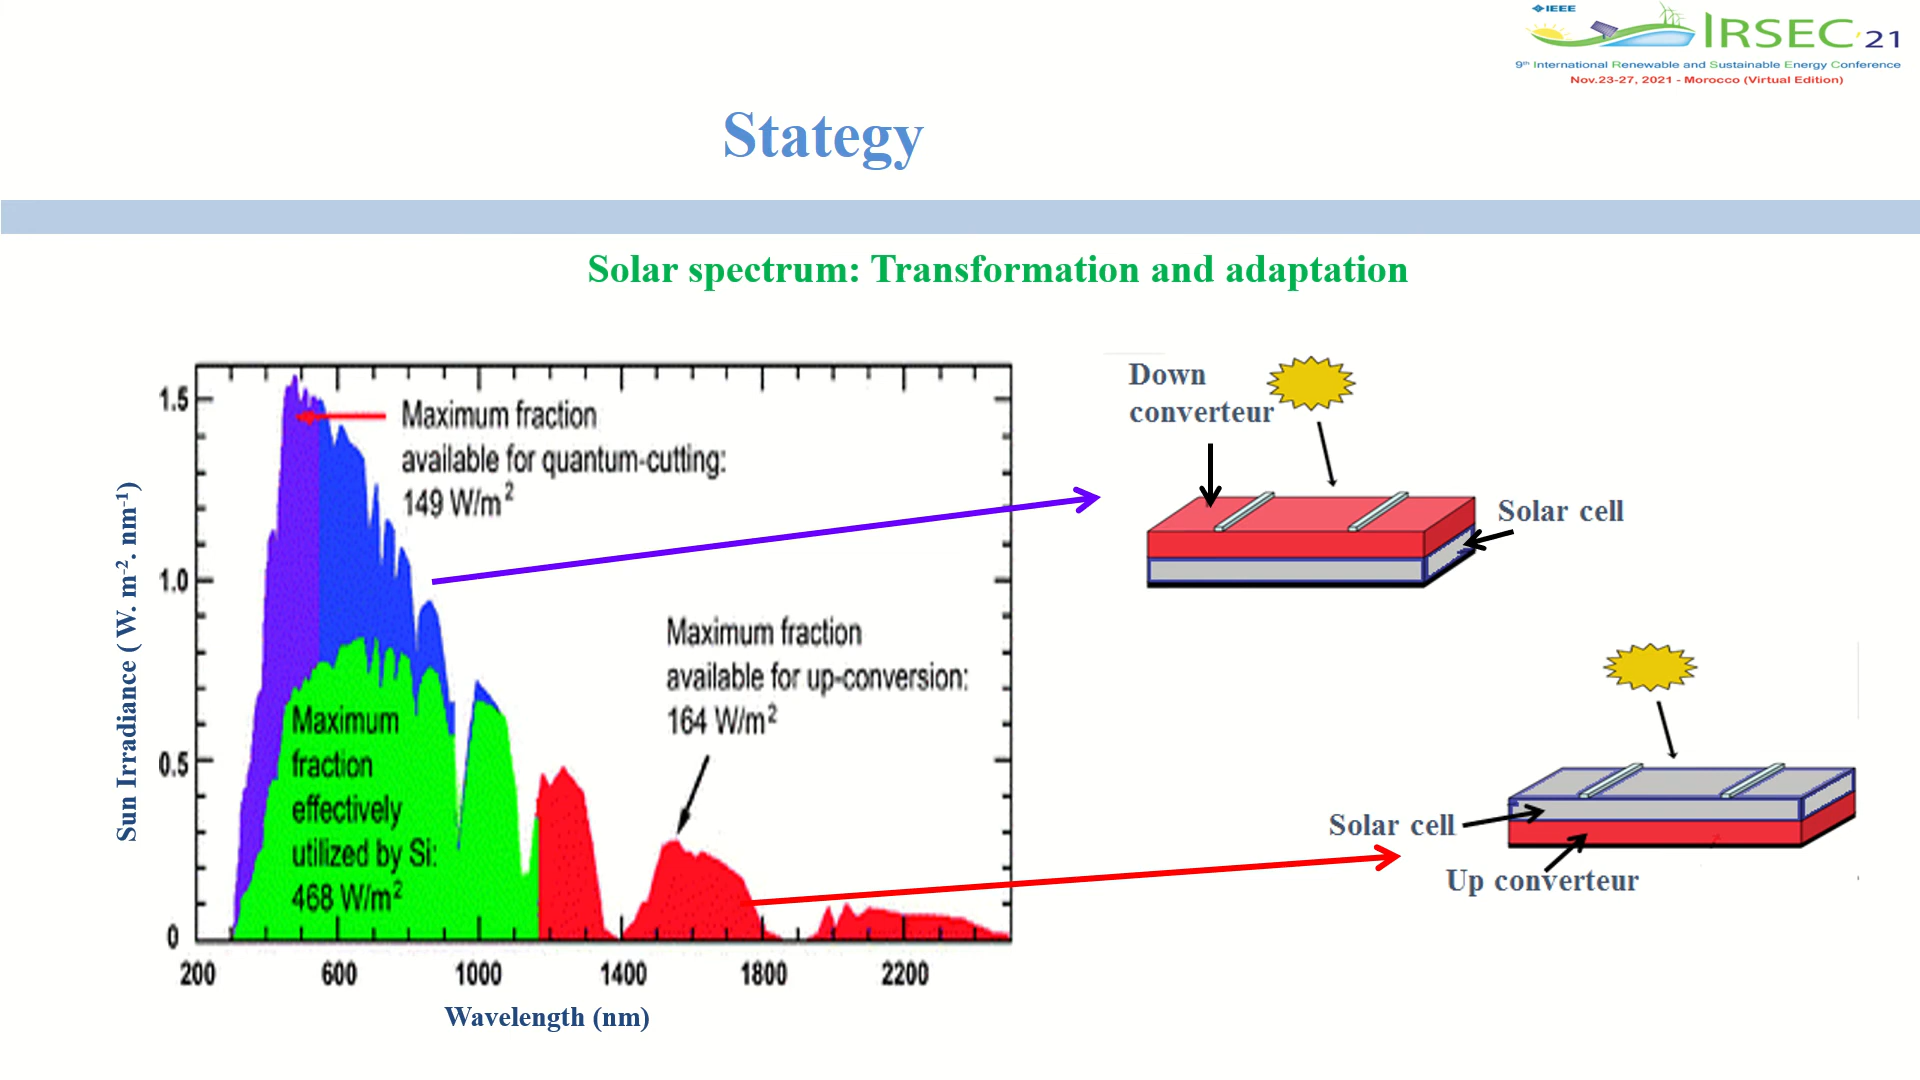 IEEE
IRSEC'21
9th International Renewable and Sustainable Energy Conference
Nov.23-27, 2021 - Morocco (Virtual Edition)
Stategy
Solar spectrum: Transformation and adaptation
Sun Irradiance ( W. m-2. nm-1)
1.5
1.0
0.5
0
200
600
1000
1400
1800
2200
Wavelength (nm)
Maximum fraction
available for quantum-cutting:
149 W/m2
Maximum fraction
available for up-conversion:
164 W/m2
Maximum
fraction
effectively
utilized by Si:
468 W/m2
Down
converteur
Solar cell
Solar cell
Up converteur